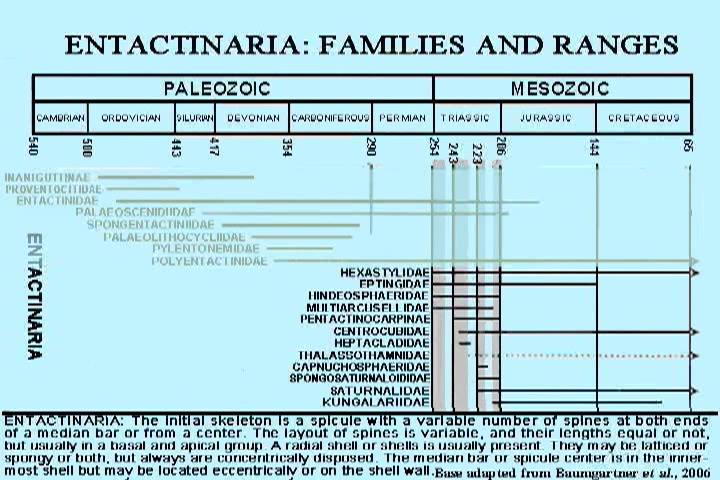 ENTACTINARIA: FAMILIES AND RANGES
PALEOZOIC MESOZOIC
CAMBRIAN ORDOVICIAN SILURIAN DEVONIAN CARBONIFEROUS PERMIAN TRIASSIC JURASSIC CRETACEOUS
540 500 443 417 354 290 251 243 223 206 144 65
INANIGUTTINAE
PROVENTOCITIDAE
ENTACTINIDAE
PALAEOSCENIDIIDAE
SPONGENTACTINIIDAE
PALAEOLITHOCYCLIIDAE
PYLENTONEMIDAE
POLYENTACTINIDAE
ENTACTINARIA
HEXASTYLIDAE
EPTINGIDAE
HINDEOSPHAERIDAE
MULTIARCUSELLIDAE
PENTACTINOCARPINAE
CENTROCUBIDAE
HEPTACLADIDAE
THALASSOTHAMNIDAE
CAPNUCHOSPHAERIDAE
SPONGOSATURNALOIDIDAE
SATURNALIDAE
KUNGALARIIDAE
ENTACTINARIA: The initial skeleton is a spicule with a variable number of spines at both ends
of a median bar or from a center. The layout of spines is variable, and their lengths equal or not,
but usually in a basal and apical group. A radial shell or shells is usually present. They may be latticed or
spongy or both, but always are concentrically disposed. The median bar or spicule center is in the inner-
most shell but may be located eccentrically or on the shell wall. Base adapted from Baumgartner et al., 2006